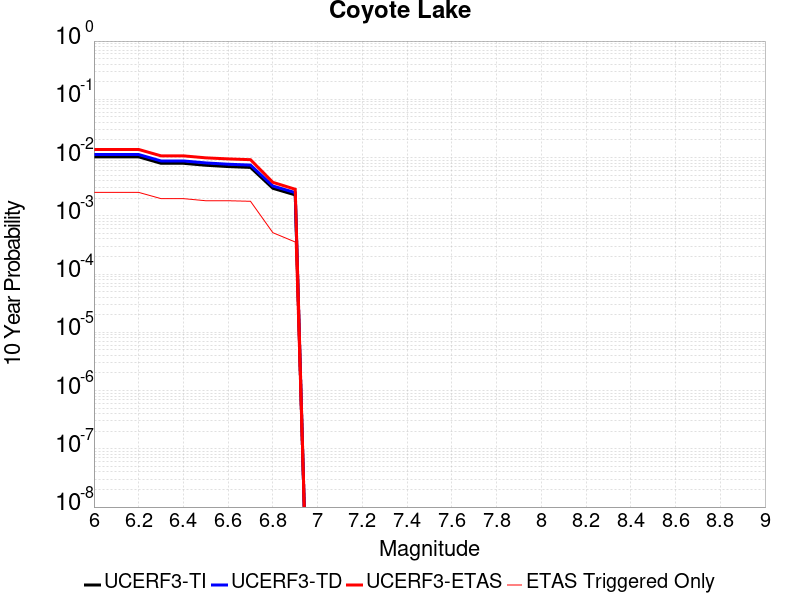 Coyote Lake
10 0
10 -1
10 -2
10 -3
10 -4
10 -5
10 -6
10 -7
10 -8
10 Year Probability
6 6.2 6.4 6.6 6.8 7 7.2 7.4 7.6 7.8 8 8.2 8.4 8.6 8.8 9
Magnitude
UCERF3-TI UCERF3-TD UCERF3-ETAS ETAS Triggered Only